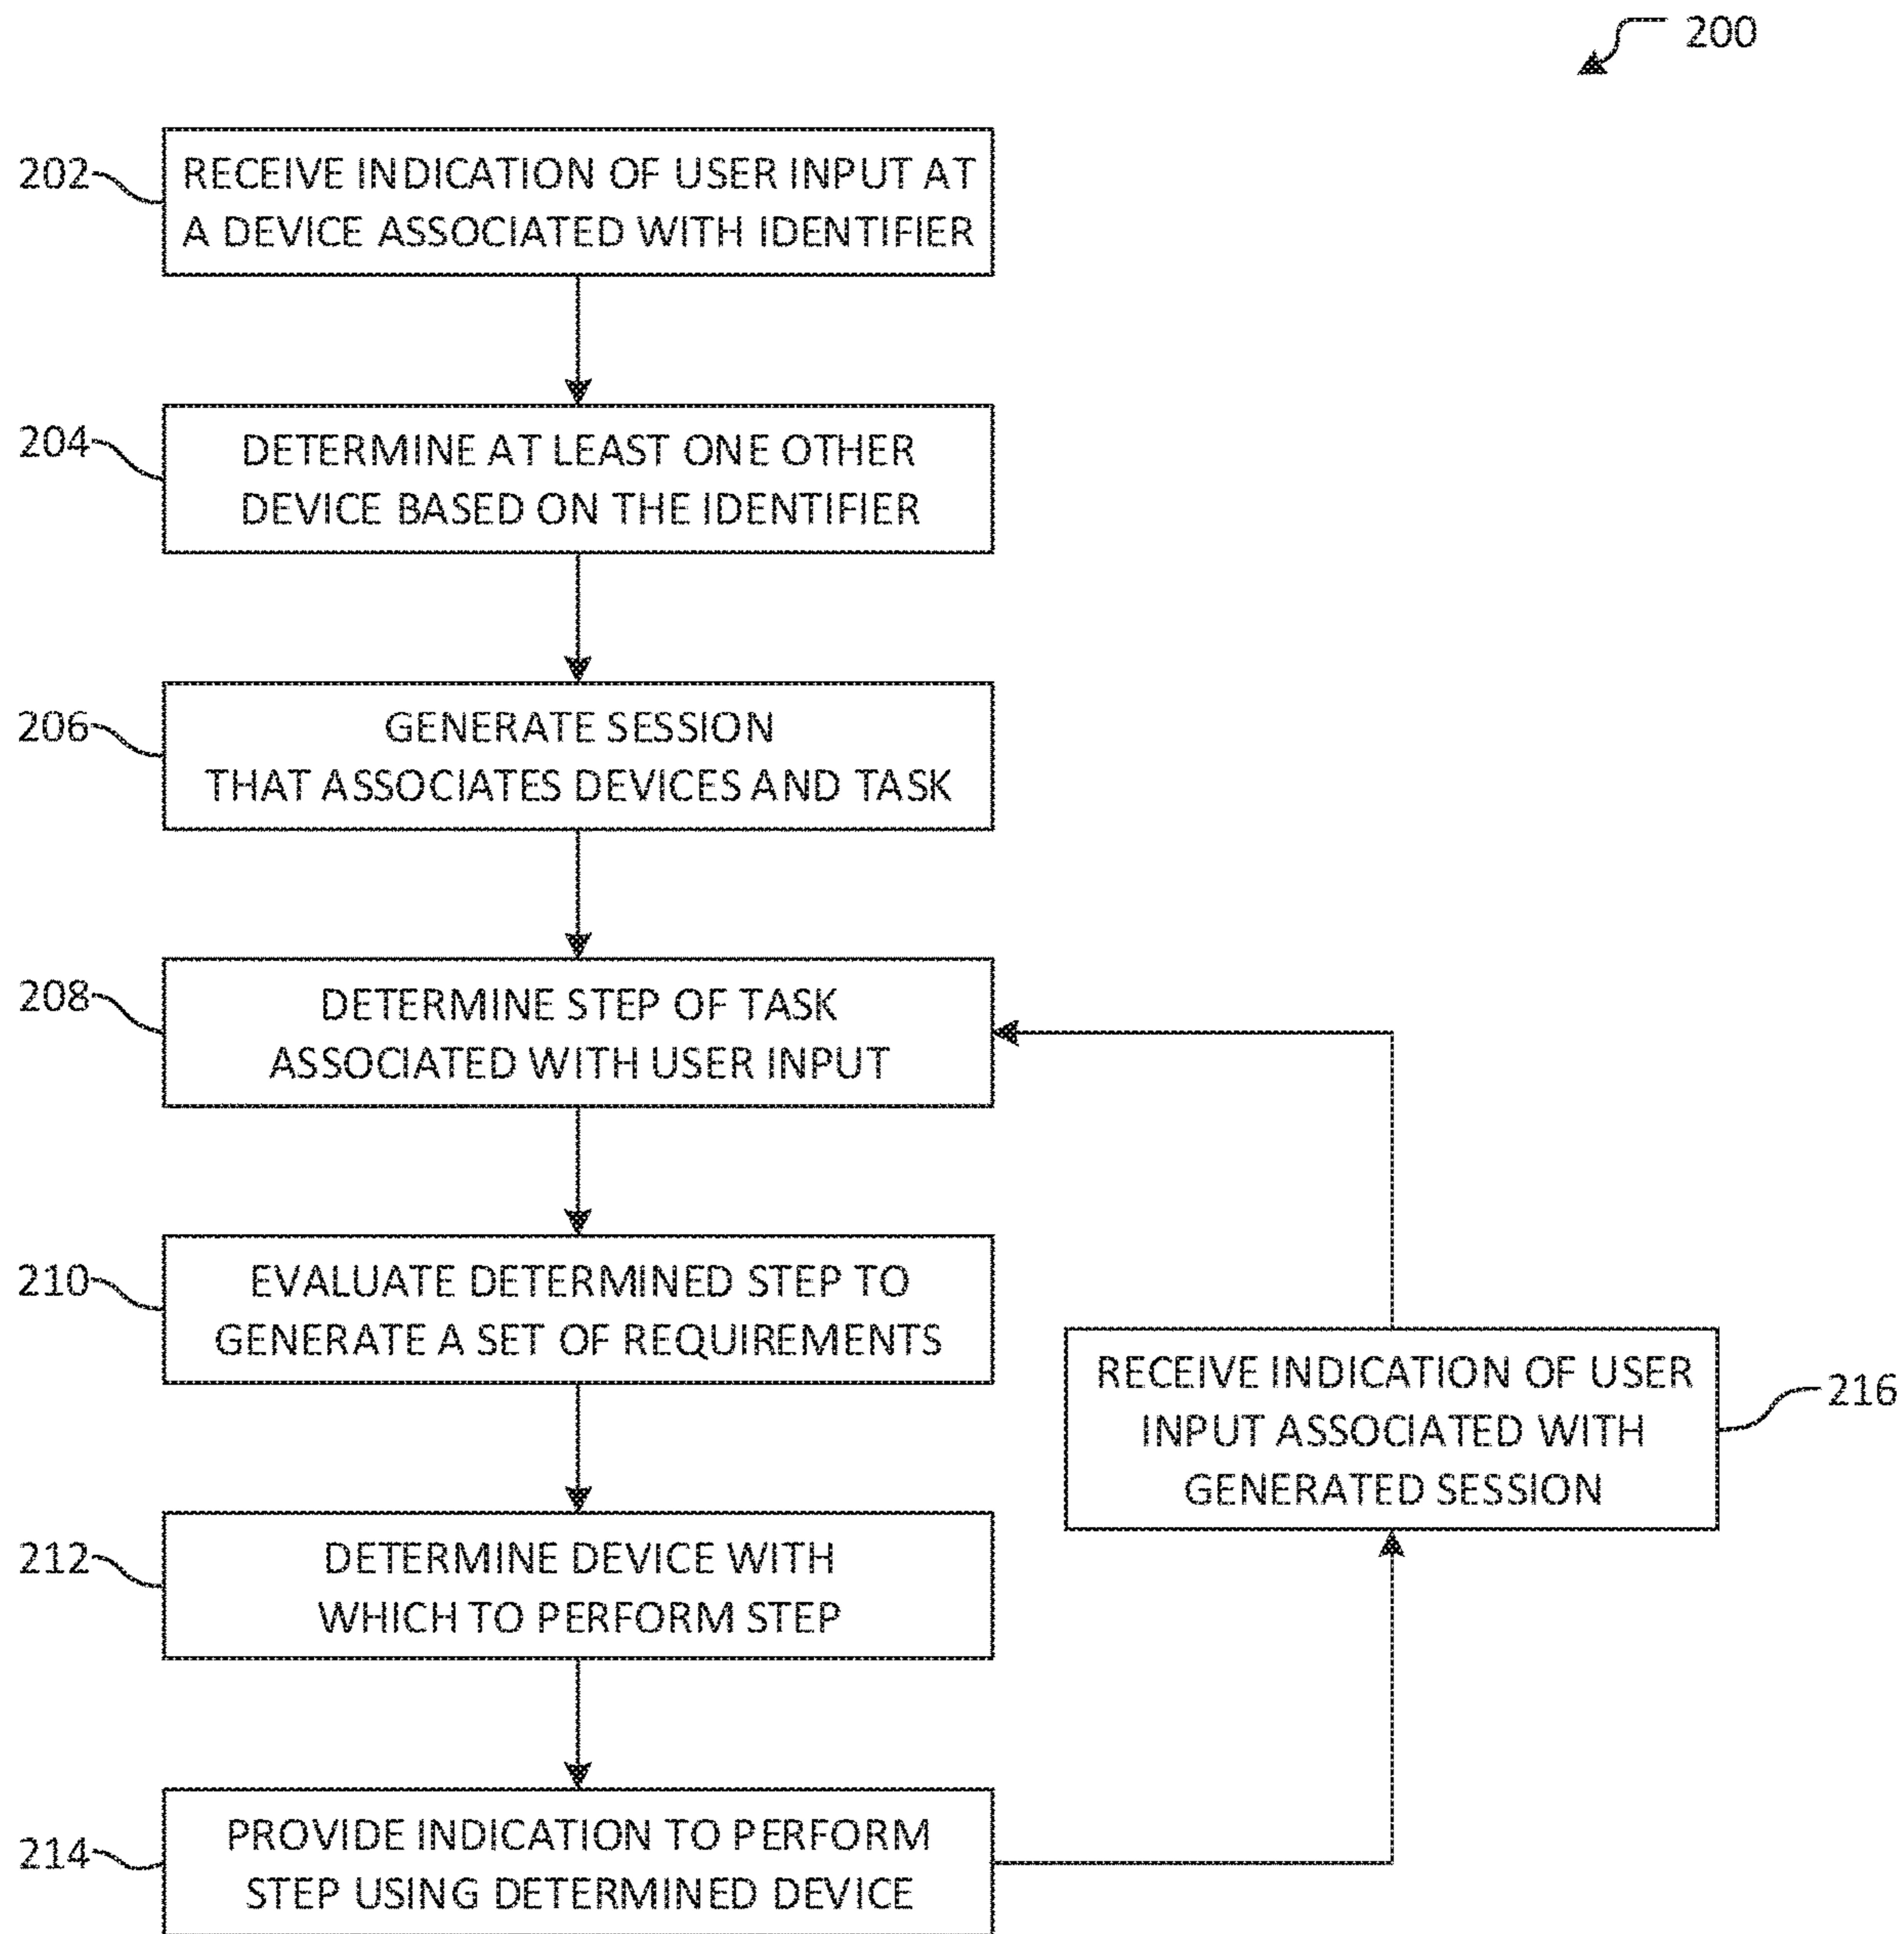 200
202
RECEIVE INDICATION OF USER INPUT AT
A DEVICE ASSOCIATED WITH IDENTIFIER
204
DETERMINE AT LEAST ONE OTHER
DEVICE BASED ON THE IDENTIFIER
206
GENERATE SESSION
THAT ASSOCIATES DEVICES AND TASK
208
DETERMINE STEP OF TASK
ASSOCIATED WITH USER INPUT
210
EVALUATE DETERMINED STEP TO
GENERATE A SET OF REQUIREMENTS
212
DETERMINE DEVICE WITH
WHICH TO PERFORM STEP
214
PROVIDE INDICATION TO PERFORM
STEP USING DETERMINED DEVICE
RECEIVE INDICATION OF USER
INPUT ASSOCIATED WITH
GENERATED SESSION
216